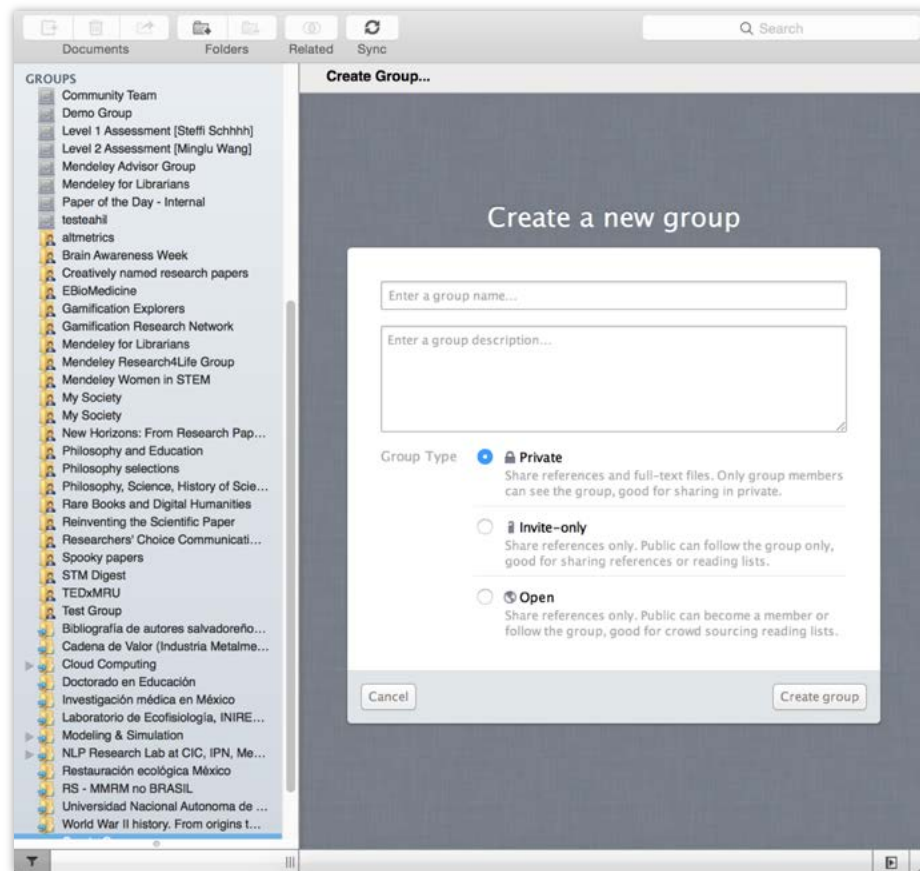 Search
Documents
Folders
Related
Sync
GROUPS
Community Team
Demo Group
Level 1 Assessment [Steffi Schhhh]
Level 2 Assessment [Minglu Wang]
Mendeley Advisor Group
Mendeley for Librarians
Paper of the Day - Internal
testeahil
altmetrics
Brain Awareness Week
Creatively named research papers
EBioMedicine
Gamification Explorers
Gamification Research Network
Mendeley for Librarians
Mendeley Research4Life Group
Mendeley Women in STEM
My Society
My Society
New Horizons: From Research Pap...
Philosophy and Education
Philosophy selections
Philosophy, Science, History of Scie...
Rare Books and Digital Humanities
Reinventing the Scientific Paper
Researchers' Choice Communicati...
Spooky papers
STM Digest
TEDxMRU
Test Group
Bibliografía de autores salvadoreño...
Cadena de Valor (Industria Metalme...
Cloud Computing
Doctorado en Educación
Investigación médica en México
Laboratorio de Ecofisiología, INIRE...
Modeling & Simulation
NLP Research Lab at CIC, IPN, Me...
Restauración ecológica México
RS - MMRM no BRASIL
Universidad Nacional Autonoma de ...
World War II history. From origins t...
Create Group...
Create a new group
Enter a group name...
Enter a group description...
Group Type
Private
Share references and full-text files. Only group members
can see the group, good for sharing in private.
Invite-only
Share references only. Public can follow the group only,
good for sharing references or reading lists.
Open
Share references only. Public can become a member or
follow the group, good for crowd sourcing reading lists.
Cancel
Create group